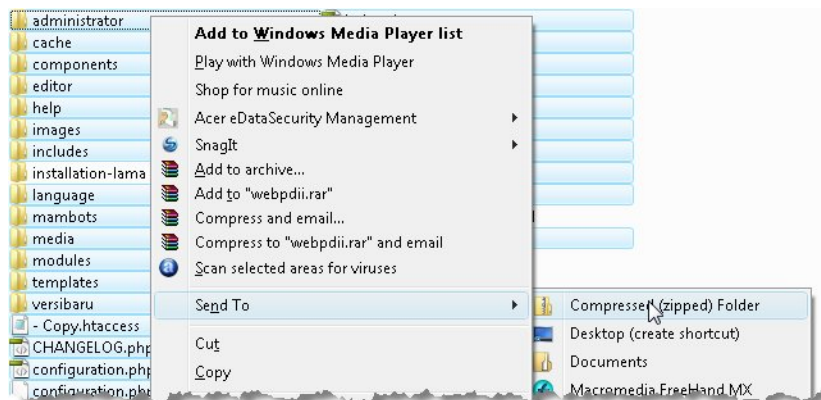 administrator
cache
components
editor
help
images
includes
installation-lama
language
mambots
media
modules
templates
versibaru
- Copy.htaccess
CHANGELOG.php
configuration.php
configuration.php
Add to Windows Media Player list
Play with Windows Media Player
Shop for music online
Acer eDataSecurity Management
SnagIt
Add to archive...
Add to "webpdii.rar"
Compress and email...
Compress to "webpdii.rar" and email
Scan selected areas for viruses
Send To
Cut
Copy
Compressed (zipped) Folder
Desktop (create shortcut)
Documents
Macromedia FreeHand MX